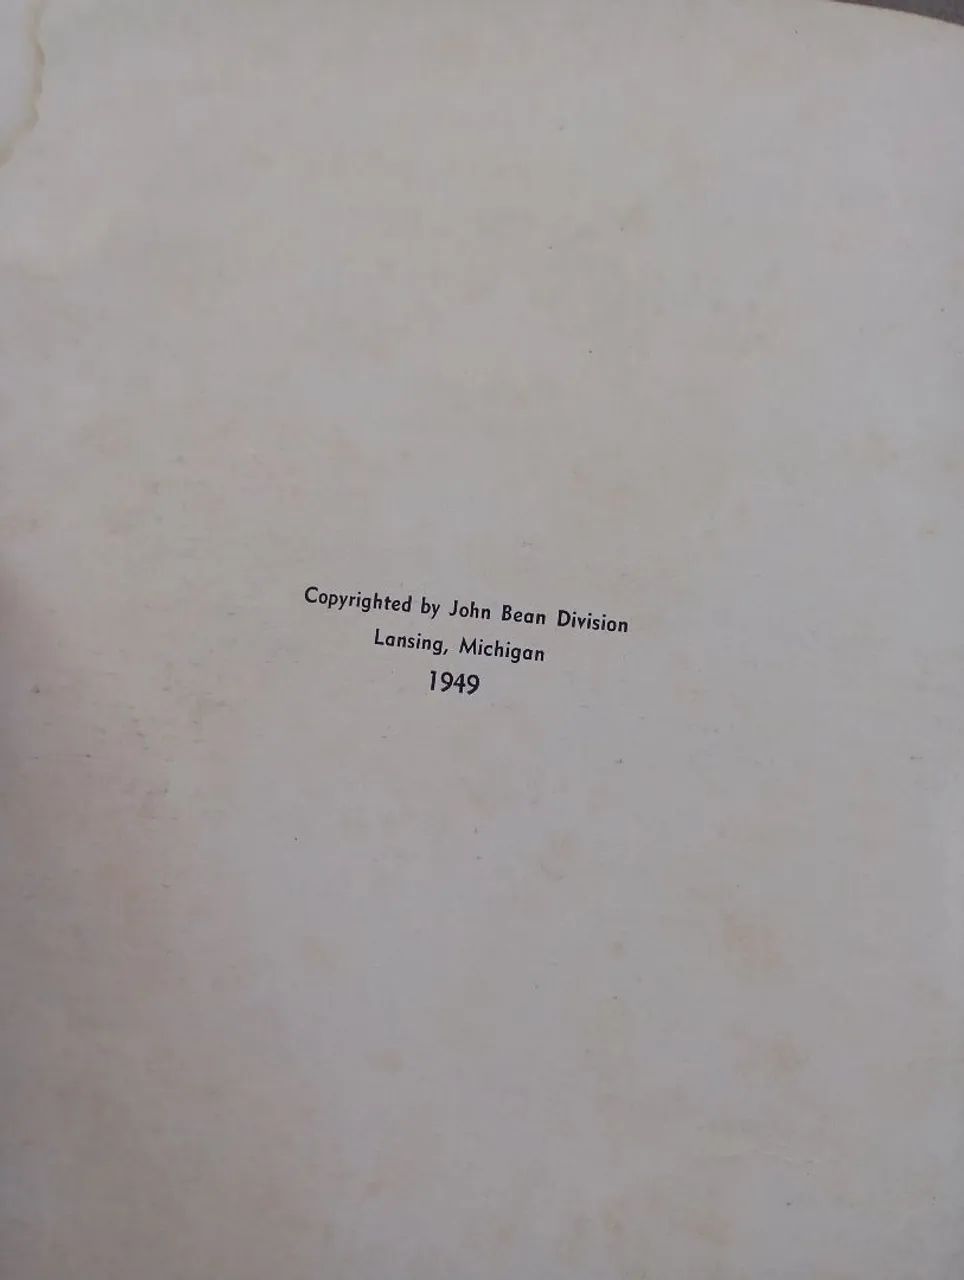 Copyrighted by John Bean Division
Lansing, Michigan
1949